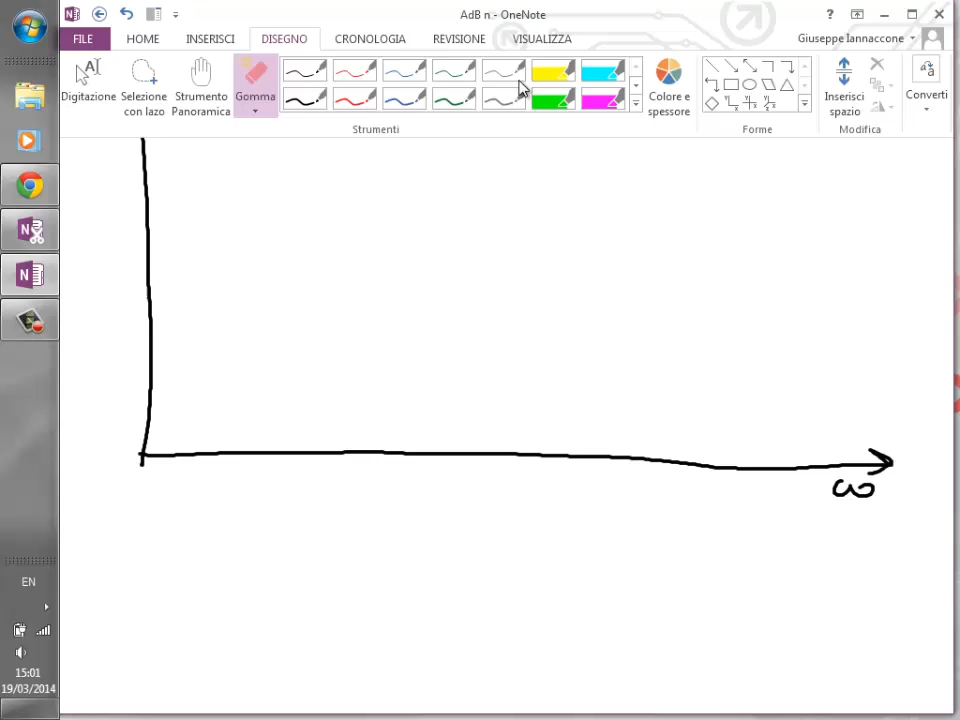 AdB n - OneNote
FILE HOME INSERISCI DISEGNO CRONOLOGIA REVISIONE VISUALIZZA
Giuseppe Iannaccone
Digitazione
Selezione con lazo
Strumento Panoramica
Gomma
Colore e spessore
Inserisci spazio
Converti
Strumenti
Forme
Modifica
ω
EN
15:01
19/03/2014